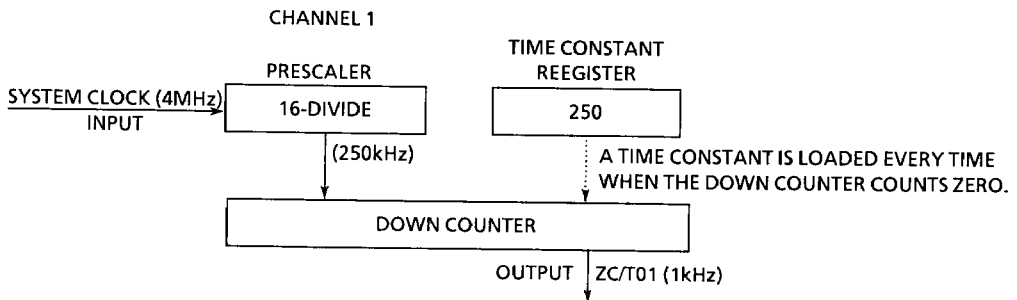 CHANNEL 1
TIME CONSTANT
REEGISTER
PRESCALER
SYSTEM CLOCK (4MHz)
INPUT
16-DIVIDE
250
(250kHz)
A TIME CONSTANT IS LOADED EVERY TIME
WHEN THE DOWN COUNTER COUNTS ZERO.
DOWN COUNTER
OUTPUT ZC/T01 (1kHz)